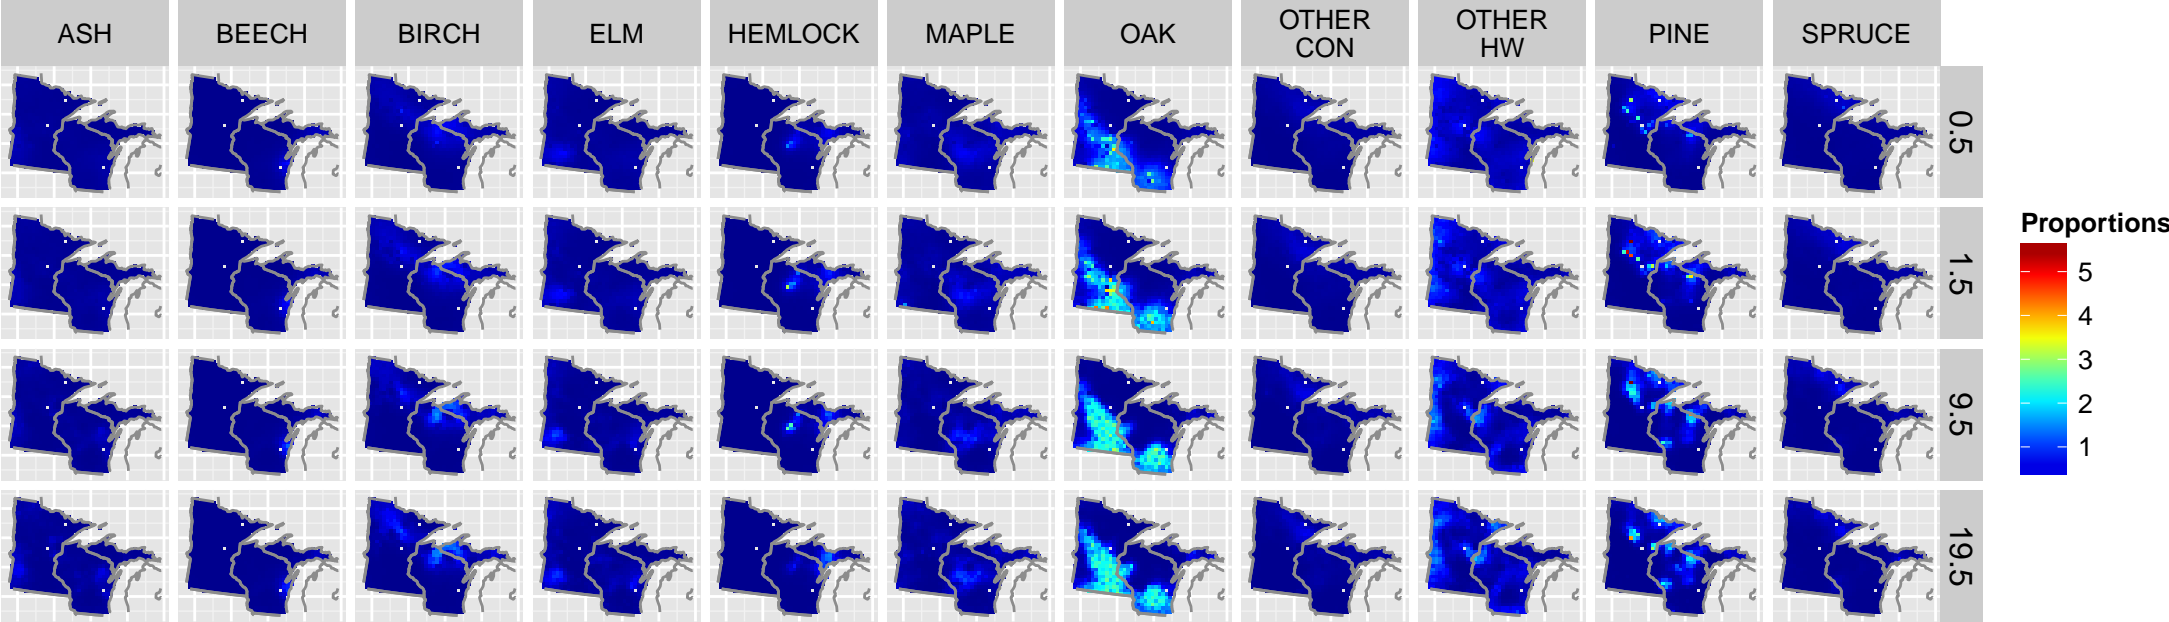 ASH
BEECH
BIRCH
ELM
HEMLOCK
MAPLE
OAK
OTHER
CON
OTHER
HW
PINE
SPRUCE
0.5
1.5
9.5
19.5
Proportions
5
4
3
2
1